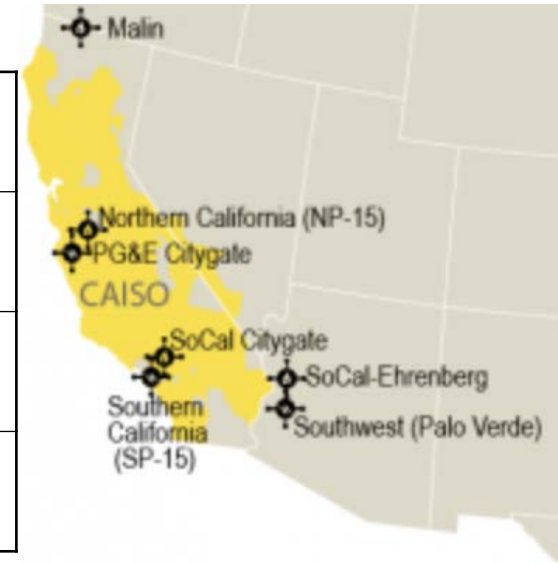 Malin
Northern California (NP-15)
PG&E Citygate
CAISO
SoCal Citygate
SoCal-Ehrenberg
Southern
California
(SP-15)
Southwest (Palo Verde)